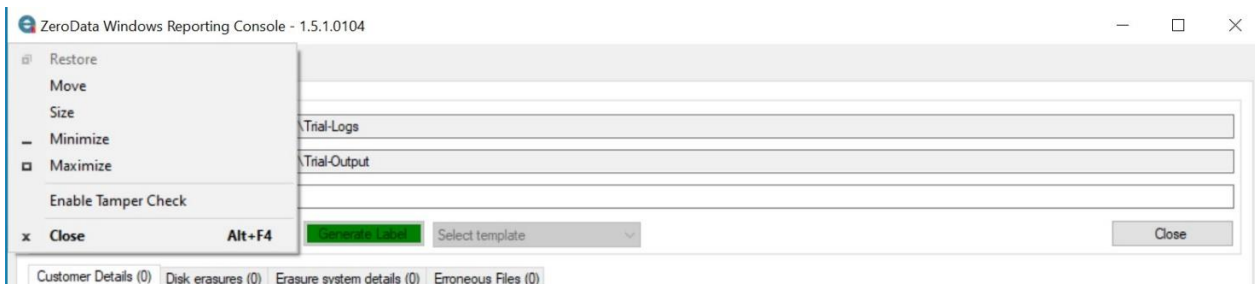 ZeroData Windows Reporting Console - 1.5.1.0104
Restore
Move
Size
\Trial-Logs
Minimize
Maximize
\Trial-Output
Enable Tamper Check
Close Alt+F4
Generate Label Select template Close
Customer Details (0) Disk erasures (0) Erasure system details (0) Erroneous Files (0)